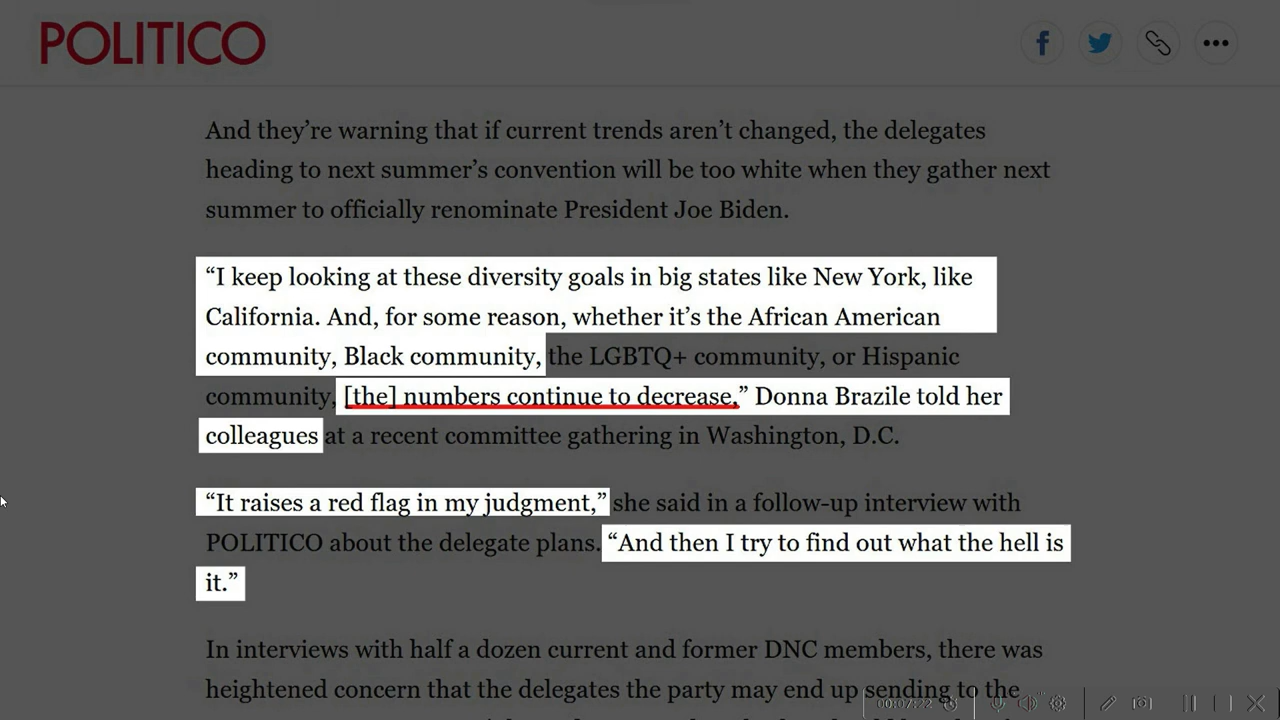 POLITICO
And they’re warning that if current trends aren’t changed, the delegates
heading to next summer’s convention will be too white when they gather next
summer to officially renominate President Joe Biden.
“I keep looking at these diversity goals in big states like New York, like
California. And, for some reason, whether it’s the African American
community, Black community, the LGBTQ+ community, or Hispanic
community, [the] numbers continue to decrease,” Donna Brazile told her
colleagues at a recent committee gathering in Washington, D.C.
“It raises a red flag in my judgment,” she said in a follow-up interview with
POLITICO about the delegate plans. “And then I try to find out what the hell is
it.”
In interviews with half a dozen current and former DNC members, there was
heightened concern that the delegates the party may end up sending to the
00:07:22